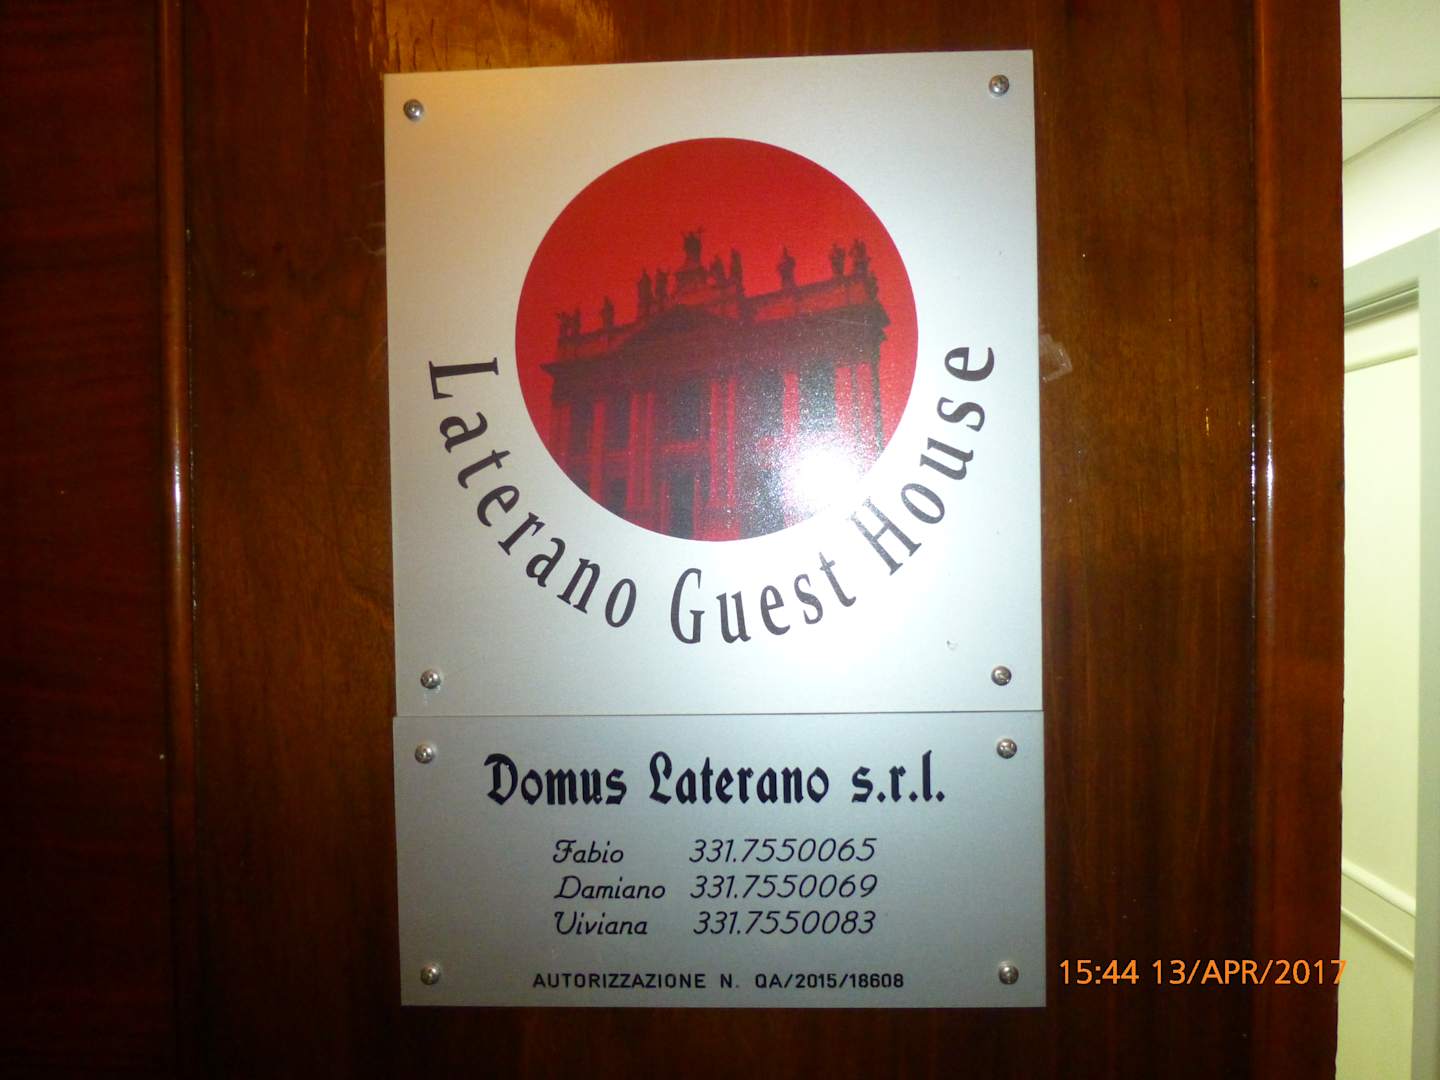 Laterano Guest House
Domus Laterano s.r.l.
Fabio 331.7550065
Damiano 331.7550069
Viviana 331.7550083
AUTORIZZAZIONE N. QA/2015/18608
15:44 13/APR/2017